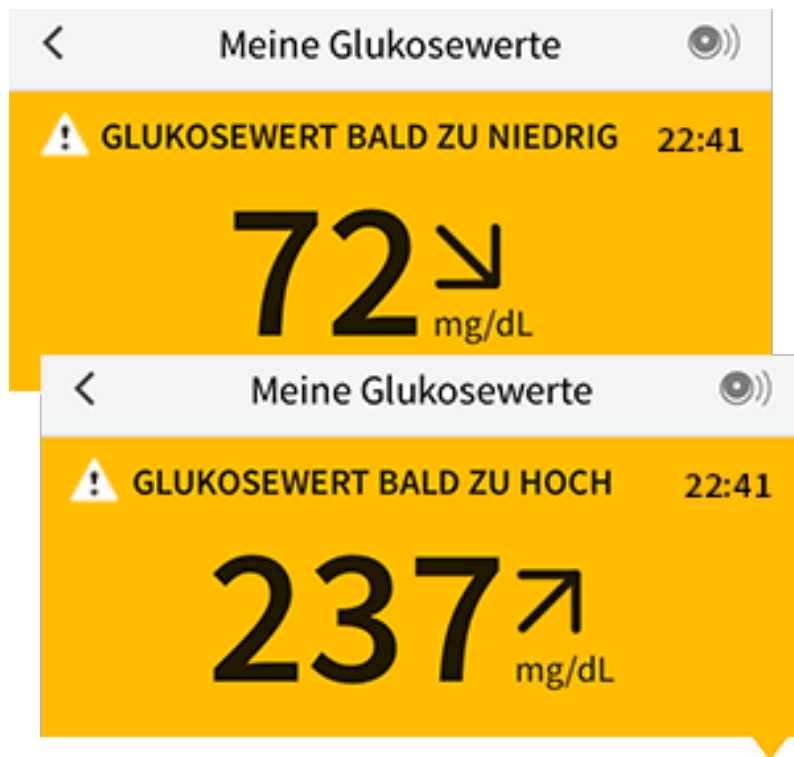 Meine Glukosewerte
GLUKOSEWERT BALD ZU NIEDRIG 22:41
72
mg/dL
Meine Glukosewerte
GLUKOSEWERT BALD ZU HOCH 22:41
237
mg/dL